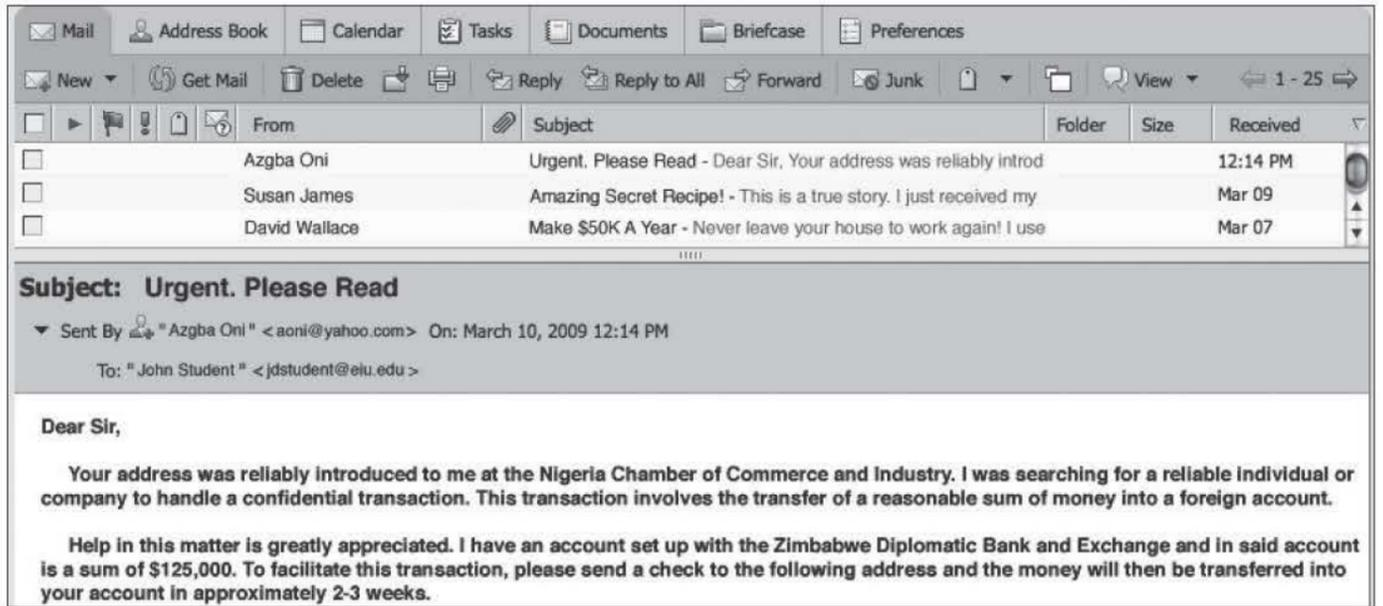 Mail Address Book Calendar Tasks Documents Briefcase Preferences
New Get Mail Delete Reply Reply to All Forward Junk View 1 - 25
From Subject Folder Size Received
Azgba Oni Urgent. Please Read - Dear Sir, Your address was reliably introd 12:14 PM
Susan James Amazing Secret Recipe! - This is a true story. I just received my Mar 09
David Wallace Make $50K A Year - Never leave your house to work again! I use Mar 07
Subject: Urgent. Please Read
Sent By "Azgba Oni" <aoni@yahoo.com> On: March 10, 2009 12:14 PM
To: "John Student" <jdstudent@eiu.edu>
Dear Sir,
Your address was reliably introduced to me at the Nigeria Chamber of Commerce and Industry. I was searching for a reliable individual or
company to handle a confidential transaction. This transaction involves the transfer of a reasonable sum of money into a foreign account.
Help in this matter is greatly appreciated. I have an account set up with the Zimbabwe Diplomatic Bank and Exchange and in said account
is a sum of $125,000. To facilitate this transaction, please send a check to the following address and the money will then be transferred into
your account in approximately 2-3 weeks.